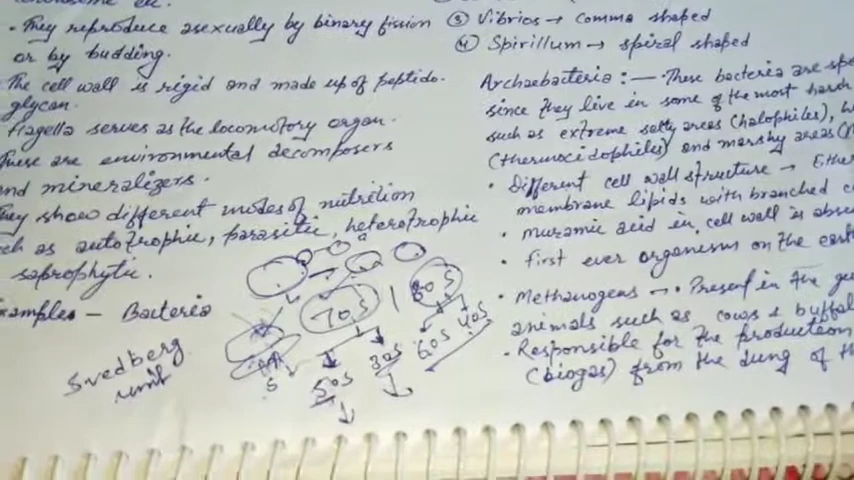 • They reproduce asexually by binary fission
or by budding.
The cell wall is rigid and made up of peptido-
glycan.
flagella serves as the locomotory organ.
These are environmental decomposers
and mineralizers.
They show different modes of nutrition
such as autotrophic, parasitic, heterotrophic
saprophytic.
Examples - Bacteria
Svedberg
unit
70S | 80S
50S 30S 60S 40S
S
③ Vibrios → comma shaped
④ Spirillum → spiral shaped
Archaebacteria : — • These bacteria are
since they live in some of the most harsh
such as extreme salty areas (halophiles),
(thermocidophiles) and marshy areas
• Different cell wall structure →
membrane lipids with branched
• muramic acid in cell wall is
• first ever organism on the
• Methanogens → • Present in the
animals such as cows &
• Responsible for the production
(biogas) from the dung of